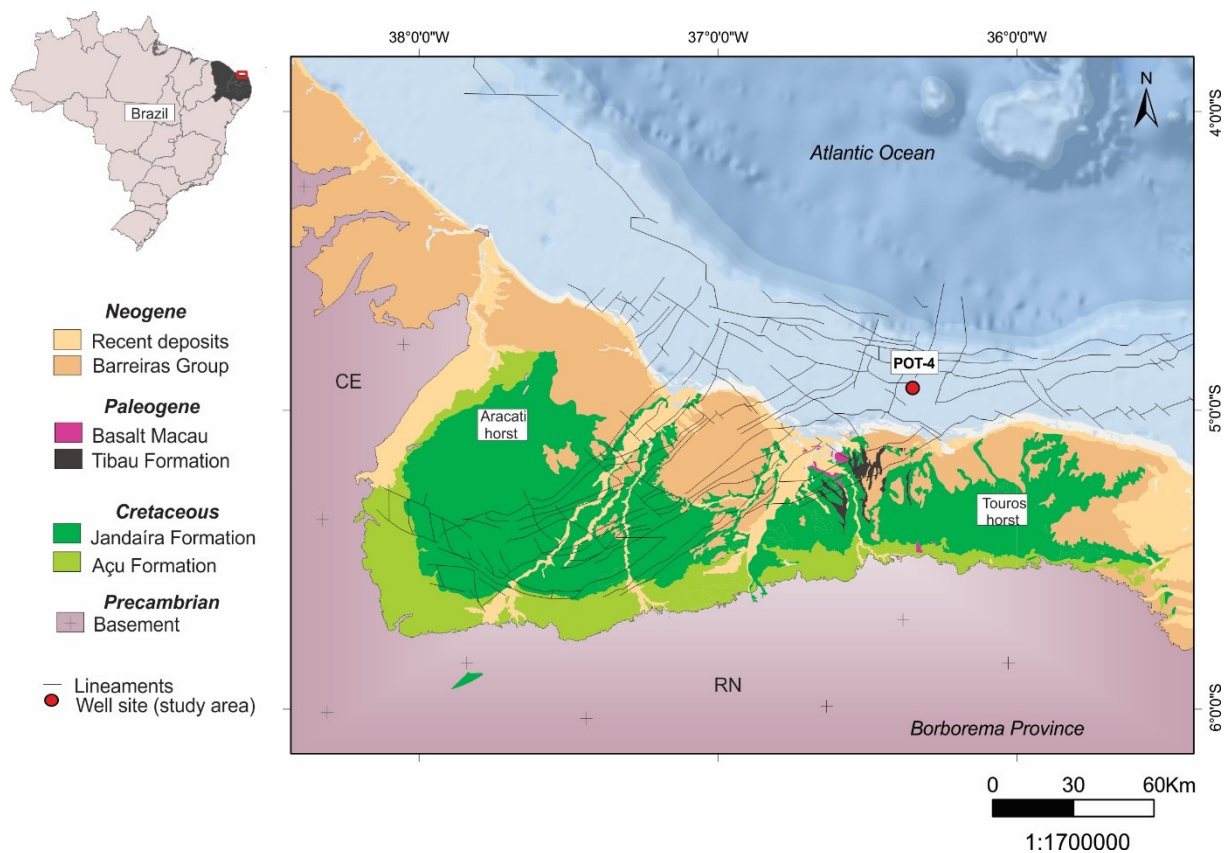 Brazil
38°0'0"W
37°0'0"W
36°0'0"W
N
4°0'0"S
5°0'0"S
6°0'0"S
Atlantic Ocean
POT-4
CE
Aracati
horst
Touros
horst
RN
Borborema Province
Neogene
Recent deposits
Barreiras Group
Paleogene
Basalt Macau
Tibau Formation
Cretaceous
Jandaíra Formation
Açu Formation
Precambrian
Basement
Lineaments
Well site (study area)
0 30 60Km
1:1700000